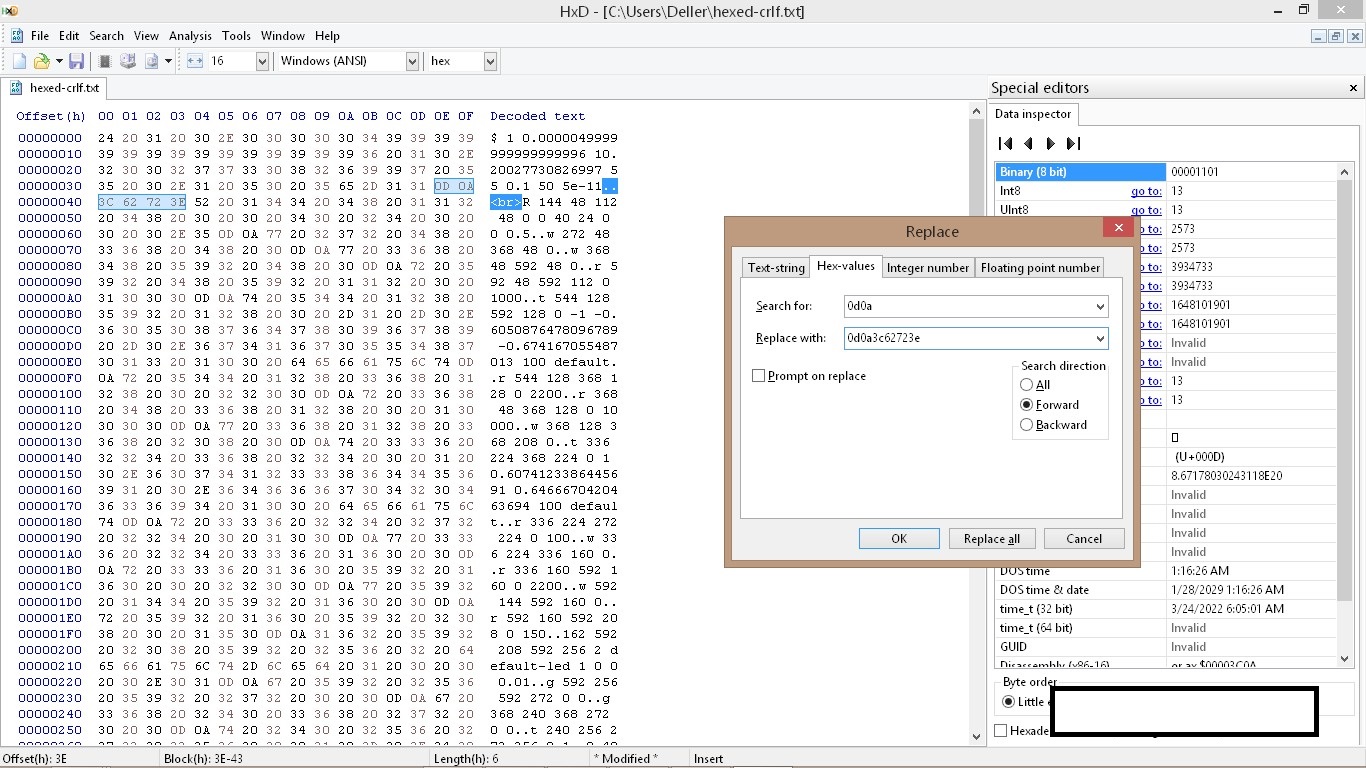 HxD - [C:\Users\Deller\hexed-crlf.txt]
File Edit Search View Analysis Tools Window Help
16 Windows (ANSI) hex
hexed-crlf.txt
Offset(h) 00 01 02 03 04 05 06 07 08 09 0A 0B 0C 0D 0E 0F Decoded text
00000000 24 20 31 20 30 2E 30 30 30 30 30 34 39 39 39 39 $ 1 0.0000049999
00000010 39 39 39 39 39 39 39 39 39 39 39 36 20 31 30 2E 99999999999996 10.
00000020 32 30 30 32 37 37 33 30 38 32 36 39 39 37 20 35 20027730826997 5
00000030 35 20 30 2E 31 20 35 30 20 35 65 2D 31 31 0D 0A 5 0.1 50 5e-11..
00000040 3C 62 72 3E 52 20 31 34 34 20 34 38 20 31 31 32 <br>R 144 48 112
00000050 20 34 38 20 30 20 30 20 34 30 20 32 34 20 30 20 48 0 0 40 24 0
00000060 30 20 30 2E 35 0D 0A 77 20 32 37 32 20 34 38 20 0 0.5..w 272 48
00000070 33 36 38 20 34 38 20 30 0D 0A 77 20 33 36 38 20 368 48 0..w 368
00000080 34 38 20 35 39 32 20 34 38 20 30 0D 0A 72 20 35 48 592 48 0..r 5
00000090 39 32 20 34 38 20 35 39 32 20 31 31 32 20 30 20 92 48 592 112 0
000000A0 31 30 30 30 0D 0A 74 20 35 34 34 20 31 32 38 20 1000..t 544 128
000000B0 35 39 32 20 31 32 38 20 30 20 2D 31 20 2D 30 2E 592 128 0 -1 -0.
000000C0 36 30 35 30 38 37 36 34 37 38 30 39 36 37 38 39 6050876478096789
000000D0 20 2D 30 2E 36 37 34 31 36 37 30 35 35 34 38 37 -0.674167055487
000000E0 30 31 33 20 31 30 30 20 64 65 66 61 75 6C 74 0D 013 100 default.
000000F0 0A 72 20 35 34 34 20 31 32 38 20 33 36 38 20 31 .r 544 128 368 1
00000100 32 38 20 30 20 32 32 30 30 0D 0A 72 20 33 36 38 28 0 2200..r 368
00000110 20 34 38 20 33 36 38 20 31 32 38 20 30 20 31 30 48 368 128 0 10
00000120 30 30 0D 0A 77 20 33 36 38 20 31 32 38 20 33 000..w 368 128 3
00000130 36 38 20 32 30 38 20 30 0D 0A 74 20 33 33 36 20 68 208 0..t 336
00000140 32 32 34 20 33 36 38 20 32 32 34 20 30 20 31 20 224 368 224 0 1
00000150 30 2E 36 30 37 34 31 32 33 33 38 36 34 34 35 36 0.60741233864456
00000160 39 31 20 30 2E 36 34 36 36 36 37 30 34 32 30 34 91 0.64666704204
00000170 36 33 36 39 34 20 31 30 30 20 64 65 66 61 75 6C 63694 100 defaul
00000180 74 0D 0A 72 20 33 33 36 20 32 32 34 20 32 37 32 t..r 336 224 272
00000190 20 32 32 34 20 30 20 31 30 30 0D 0A 77 20 33 33 224 0 100..w 33
000001A0 36 20 32 32 34 20 33 33 36 20 31 36 30 20 30 0D 6 224 336 160 0.
000001B0 0A 72 20 33 33 36 20 31 36 30 20 35 39 32 20 31 .r 336 160 592 1
000001C0 36 30 20 30 20 32 32 30 30 0D 0A 77 20 35 39 32 60 0 2200..w 592
000001D0 20 31 34 34 20 35 39 32 20 31 36 30 20 30 0D 0A 144 592 160 0..
000001E0 72 20 35 39 32 20 31 36 30 20 35 39 32 20 32 30 r 592 160 592 20
000001F0 38 20 30 20 31 35 30 0D 0A 31 36 32 20 35 39 32 8 0 150..162 592
00000200 20 32 30 38 20 35 39 32 20 32 35 36 20 32 20 64 208 592 256 2 d
00000210 65 66 61 75 6C 74 2D 6C 65 64 20 31 20 30 20 30 efault-led 1 0 0
00000220 20 30 2E 30 31 0D 0A 67 20 35 39 32 20 32 35 36 0.01..g 592 256
00000230 20 35 39 32 20 32 37 32 20 30 20 30 0D 0A 67 20 592 272 0 0..g
00000240 33 36 38 20 32 34 30 20 33 36 38 20 32 37 32 20 368 240 368 272
00000250 30 20 30 0D 0A 74 20 32 34 30 20 32 35 36 20 32 0 0..t 240 256 2
Special editors
Data inspector
Binary (8 bit) 00001101
Int8 go to: 13
UInt8 go to: 13
go to: 2573
go to: 2573
go to: 3934733
go to: 3934733
go to: 1648101901
go to: 1648101901
go to: Invalid
go to: Invalid
go to: 13
go to: 13
(U+000D)
8.67178030243118E20
Invalid
Invalid
Invalid
Invalid
DOS time 1:16:26 AM
DOS time & date 1/28/2029 1:16:26 AM
time_t (32 bit) 3/24/2022 6:05:01 AM
time_t (64 bit) Invalid
GUID Invalid
Disassembly (x86-16) or ax,$00003C0A
Byte order
Little
Hexade
Replace
Text-string Hex-values Integer number Floating point number
Search for: 0d0a
Replace with: 0d0a3c62723e
Prompt on replace
Search direction
All
Forward
Backward
OK Replace all Cancel
Offset(h): 3E Block(h): 3E-43 Length(h): 6 * Modified * Insert